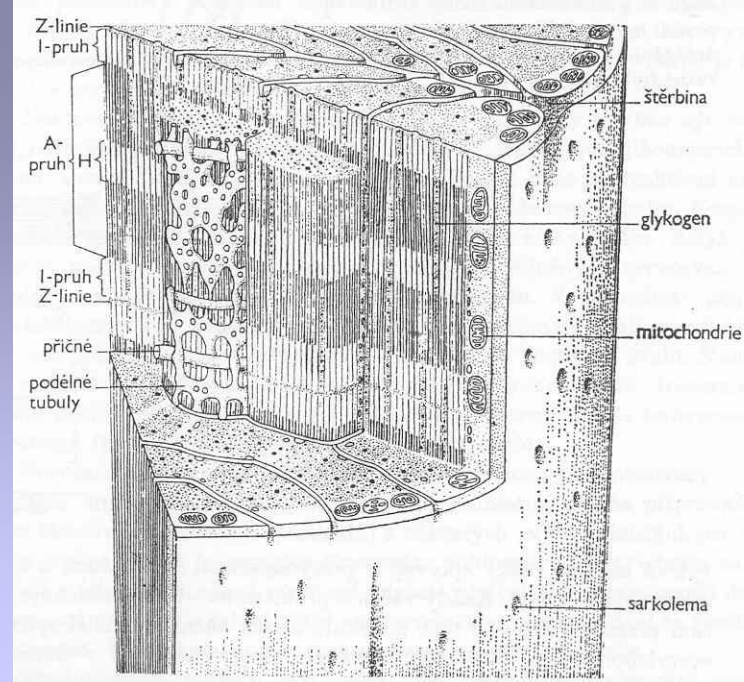 Z-linie
I-pruh
A-
pruh
H
I-pruh
Z-linie
příčné
podélné
tubuly
štěrbina
glykogen
mitochondrie
sarkolema